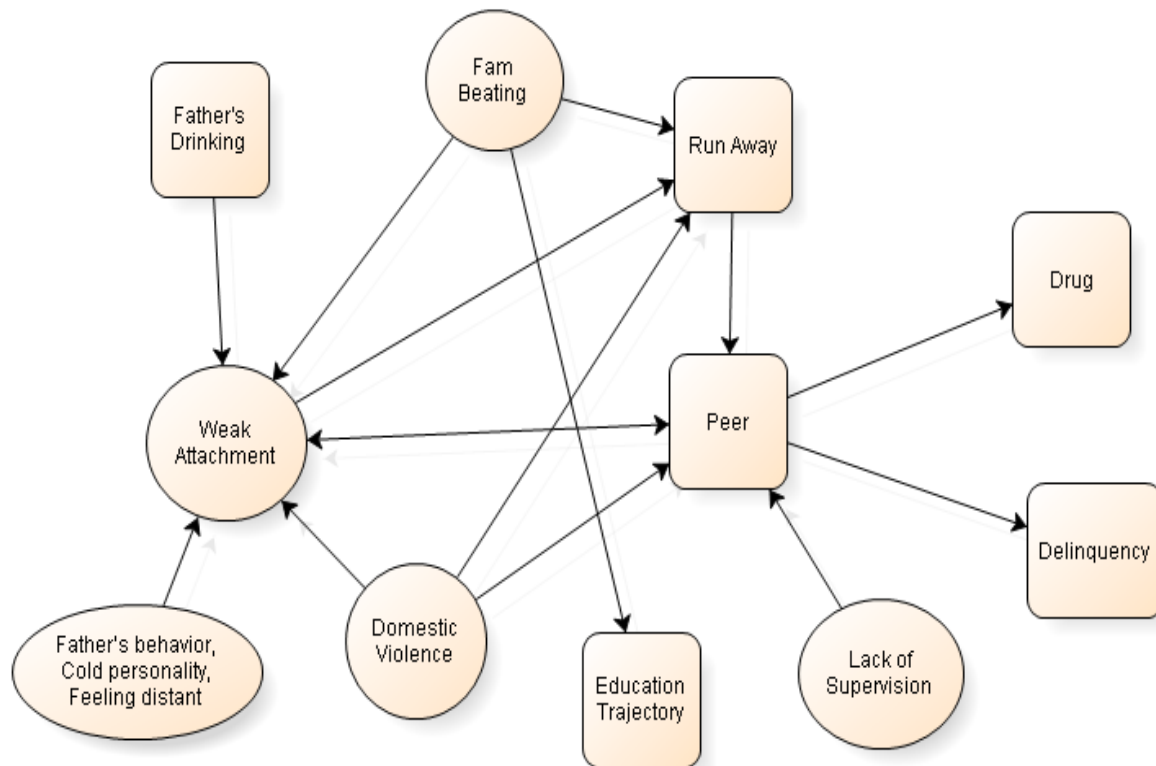 Fam
Beating
Father's
Drinking
Run Away
Drug
Weak
Attachment
Peer
Delinquency
Father's behavior,
Cold personality,
Feeling distant
Domestic
Violence
Education
Trajectory
Lack of
Supervision